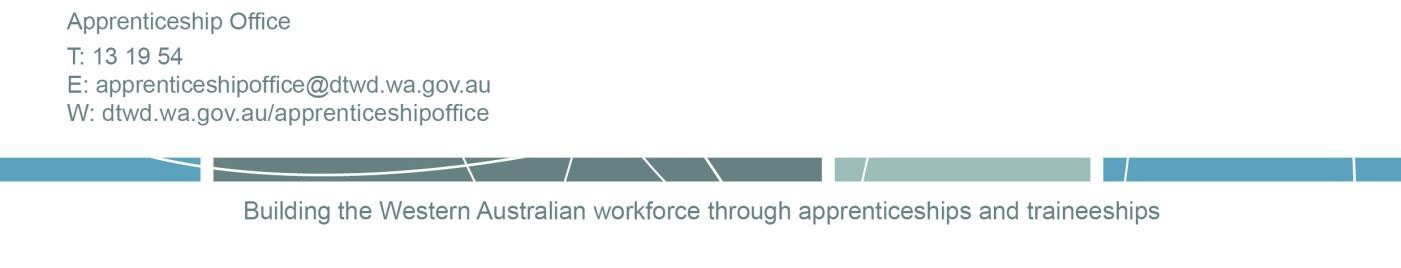 Apprenticeship Office
T: 13 19 54
E: apprenticeshipoffice@dtwd.wa.gov.au
W: dtwd.wa.gov.au/apprenticeshipoffice
Building the Western Australian workforce through apprenticeships and traineeships